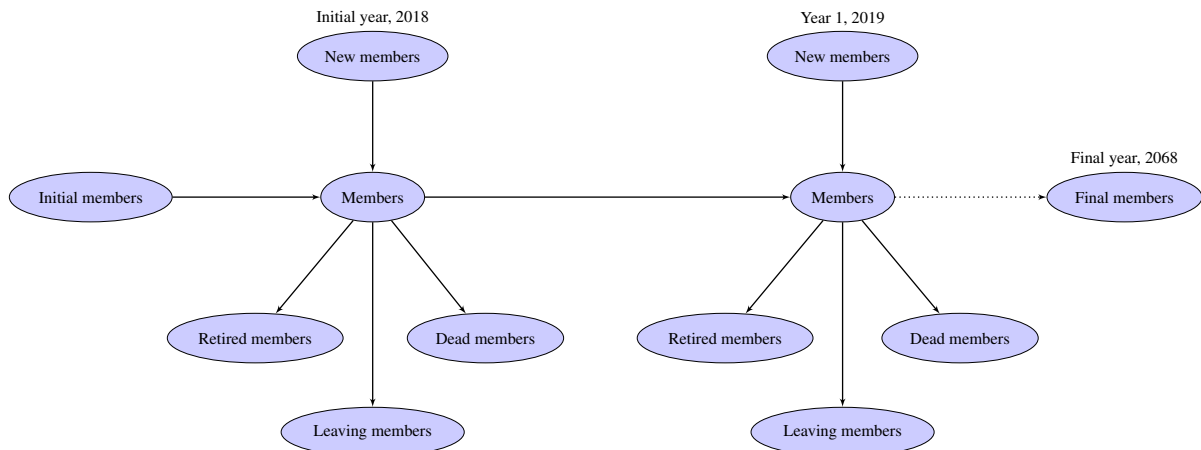 Initial year, 2018
Year 1, 2019
New members
New members
Final year, 2068
Initial members
Members
Members
Final members
Retired members
Dead members
Retired members
Dead members
Leaving members
Leaving members